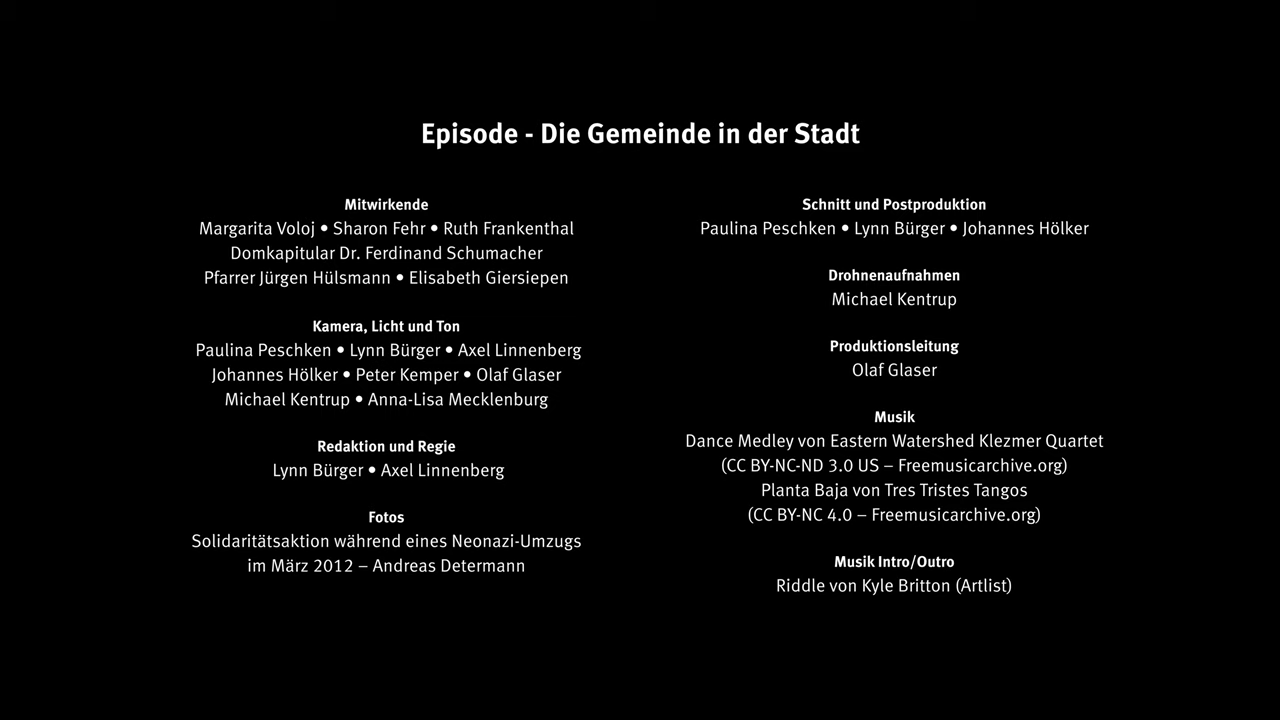 Episode - Die Gemeinde in der Stadt
Mitwirkende
Margarita Voloj • Sharon Fehr • Ruth Frankenthal
Domkapitular Dr. Ferdinand Schumacher
Pfarrer Jürgen Hülsmann • Elisabeth Giersiepen
Kamera, Licht und Ton
Paulina Peschken • Lynn Bürger • Axel Linnenberg
Johannes Hölker • Peter Kemper • Olaf Glaser
Michael Kentrup • Anna-Lisa Mecklenburg
Redaktion und Regie
Lynn Bürger • Axel Linnenberg
Fotos
Solidaritätsaktion während eines Neonazi-Umzugs
im März 2012 – Andreas Determann
Schnitt und Postproduktion
Paulina Peschken • Lynn Bürger • Johannes Hölker
Drohnenaufnahmen
Michael Kentrup
Produktionsleitung
Olaf Glaser
Musik
Dance Medley von Eastern Watershed Klezmer Quartet
(CC BY-NC-ND 3.0 US – Freemusicarchive.org)
Planta Baja von Tres Tristes Tangos
(CC BY-NC 4.0 – Freemusicarchive.org)
Musik Intro/Outro
Riddle von Kyle Britton (Artlist)